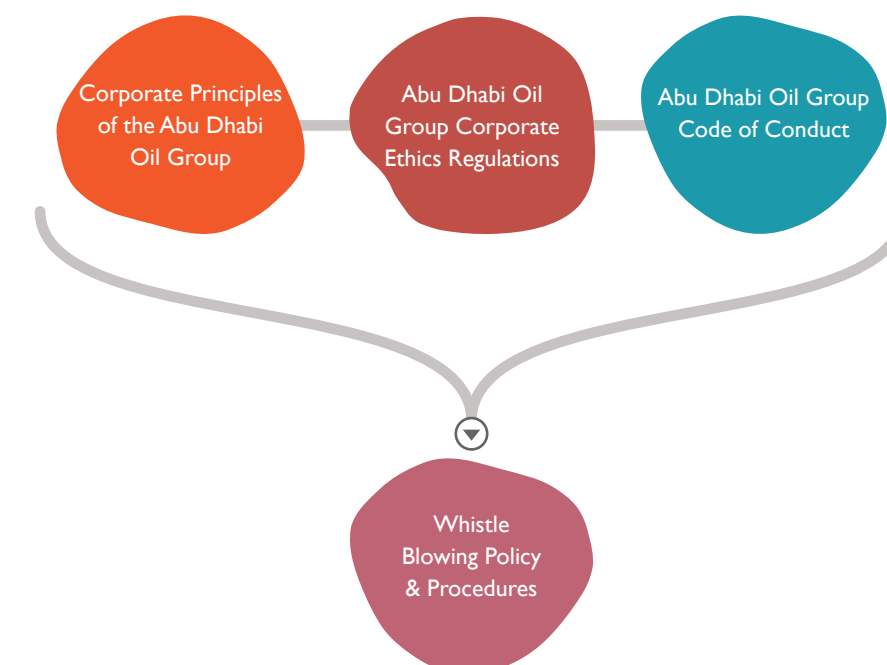 Corporate Principles
of the Abu Dhabi
Oil Group
Abu Dhabi Oil
Group Corporate
Ethics Regulations
Abu Dhabi Oil Group
Code of Conduct
Whistle
Blowing Policy
& Procedures